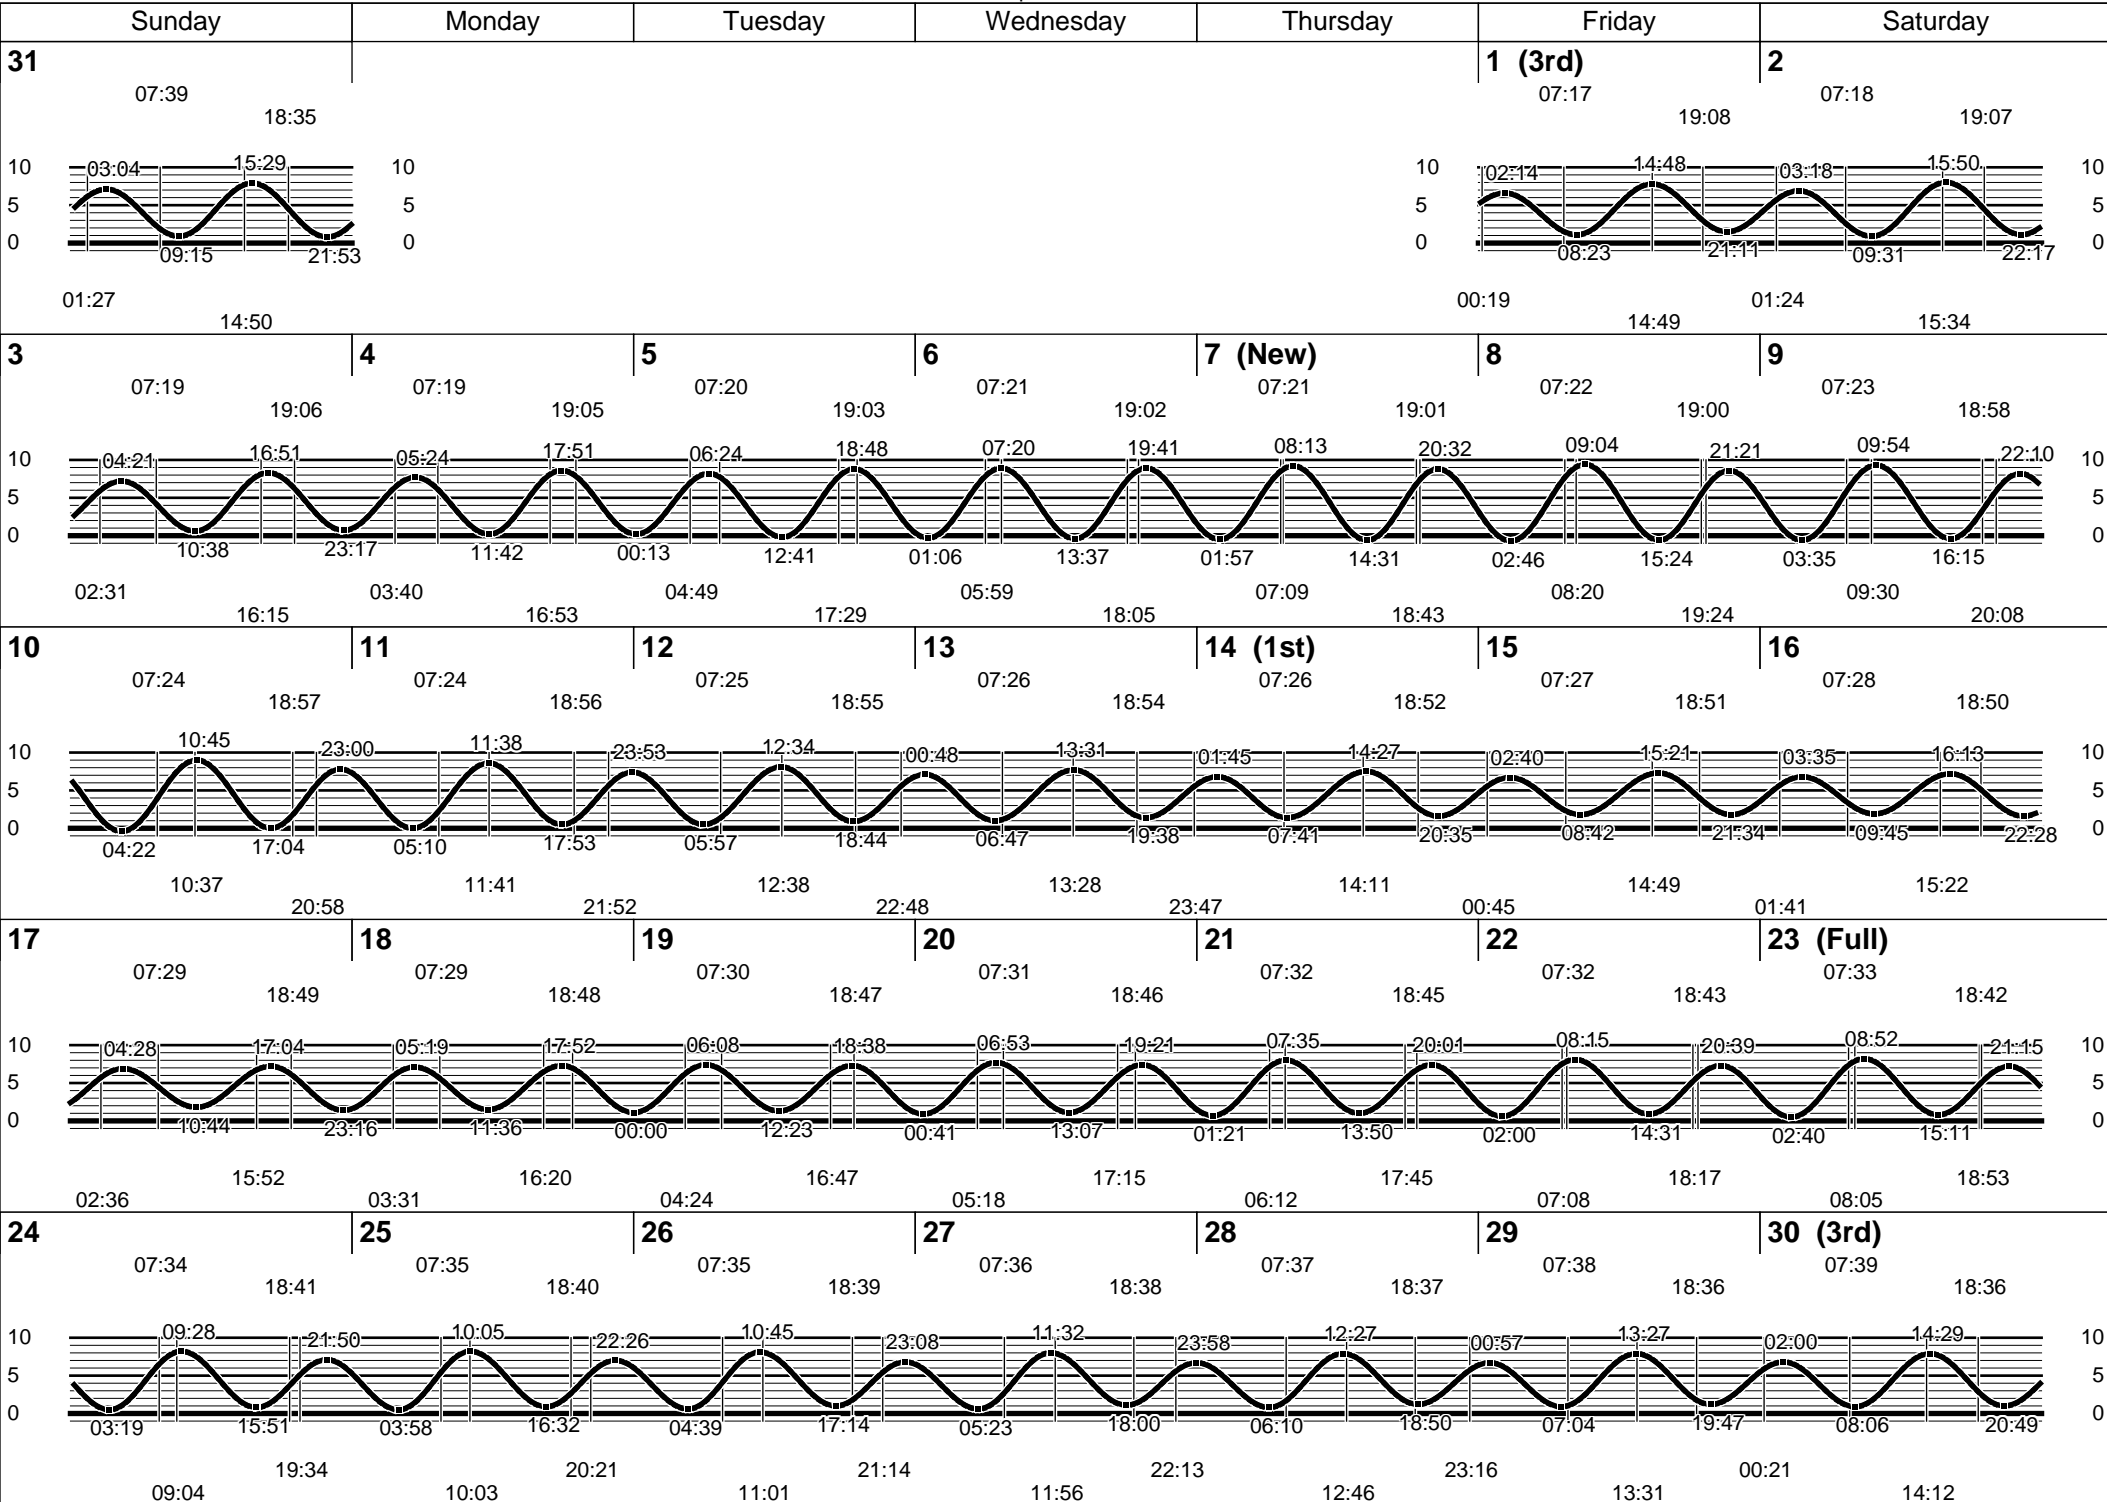 Sunday Monday Tuesday Wednesday Thursday Friday Saturday
31 1 (3rd) 2
07:39 07:17 07:18
18:35 19:08 19:07
03:04 15:29 02:14 14:48 03:18 15:50
10 10 10 10
5 5 5 5
0 0 0 0
09:15 21:53 08:23 21:11 09:31 22:17
01:27 00:19 01:24
14:50 14:49 15:34
3 4 5 6 7 (New) 8 9
07:19 07:19 07:20 07:21 07:21 07:22 07:23
19:06 19:05 19:03 19:02 19:01 19:00 18:58
04:21 16:51 05:24 17:51 06:24 18:48 07:20 19:41 08:13 20:32 09:04 21:21 09:54 22:10
10 10
5 5
0 0
10:38 23:17 11:42 00:13 12:41 01:06 13:37 01:57 14:31 02:46 15:24 03:35 16:15
02:31 03:40 04:49 05:59 07:09 08:20 09:30
16:15 16:53 17:29 18:05 18:43 19:24 20:08
10 11 12 13 14 (1st) 15 16
07:24 07:24 07:25 07:26 07:26 07:27 07:28
18:57 18:56 18:55 18:54 18:52 18:51 18:50
10:45 23:00 11:38 23:53 12:34 00:48 13:31 01:45 14:27 02:40 15:21 03:35 16:13
10 10
5 5
0 0
04:22 17:04 05:10 17:53 05:57 18:44 06:47 19:38 07:41 20:35 08:42 21:34 09:45 22:28
10:37 11:41 12:38 13:28 14:11 14:49 15:22
20:58 21:52 22:48 23:47 00:45 01:41
17 18 19 20 21 22 23 (Full)
07:29 07:29 07:30 07:31 07:32 07:32 07:33
18:49 18:48 18:47 18:46 18:45 18:43 18:42
04:28 17:04 05:19 17:52 06:08 18:38 06:53 19:21 07:35 20:01 08:15 20:39 08:52 21:15
10 10
5 5
0 0
10:44 23:16 11:36 00:00 12:23 00:41 13:07 01:21 13:50 02:00 14:31 02:40 15:11
15:52 16:20 16:47 17:15 17:45 18:17 18:53
02:36 03:31 04:24 05:18 06:12 07:08 08:05
24 25 26 27 28 29 30 (3rd)
07:34 07:35 07:35 07:36 07:37 07:38 07:39
18:41 18:40 18:39 18:38 18:37 18:36 18:36
09:28 21:50 10:05 22:26 10:45 23:08 11:32 23:58 12:27 00:57 13:27 02:00 14:29
10 10
5 5
0 0
03:19 15:51 03:58 16:32 04:39 17:14 05:23 18:00 06:10 18:50 07:04 19:47 08:06 20:49
19:34 20:21 21:14 22:13 23:16 00:21
09:04 10:03 11:01 11:56 12:46 13:31 14:12